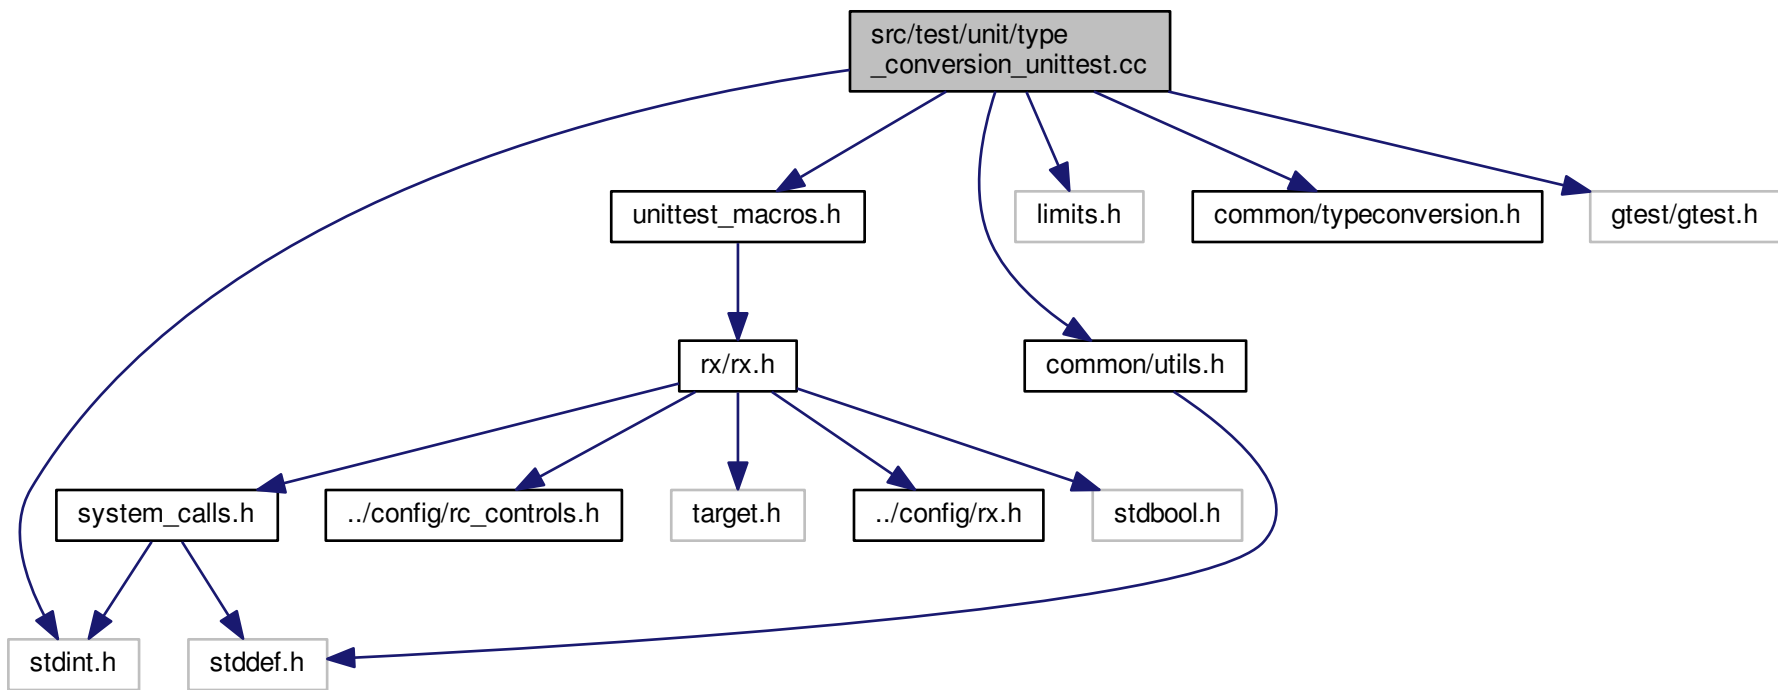 src/test/unit/type
_conversion_unittest.cc
unittest_macros.h
limits.h
common/typeconversion.h
gtest/gtest.h
rx/rx.h
common/utils.h
system_calls.h
../config/rc_controls.h
target.h
../config/rx.h
stdbool.h
stdint.h
stddef.h